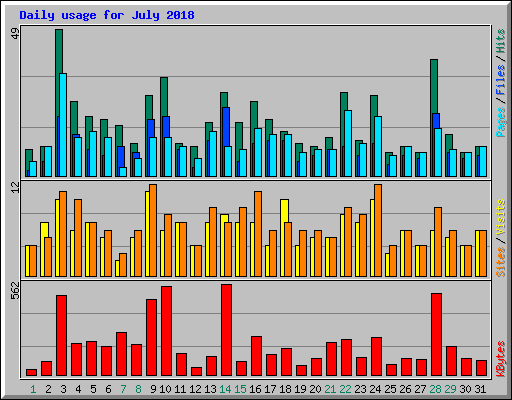 Daily usage for July 2018
49
Pages / Files / Hits
12
Sites / Visits
562
KBytes
1 2 3 4 5 6 7 8 9 10 11 12 13 14 15 16 17 18 19 20 21 22 23 24 25 26 27 28 29 30 31